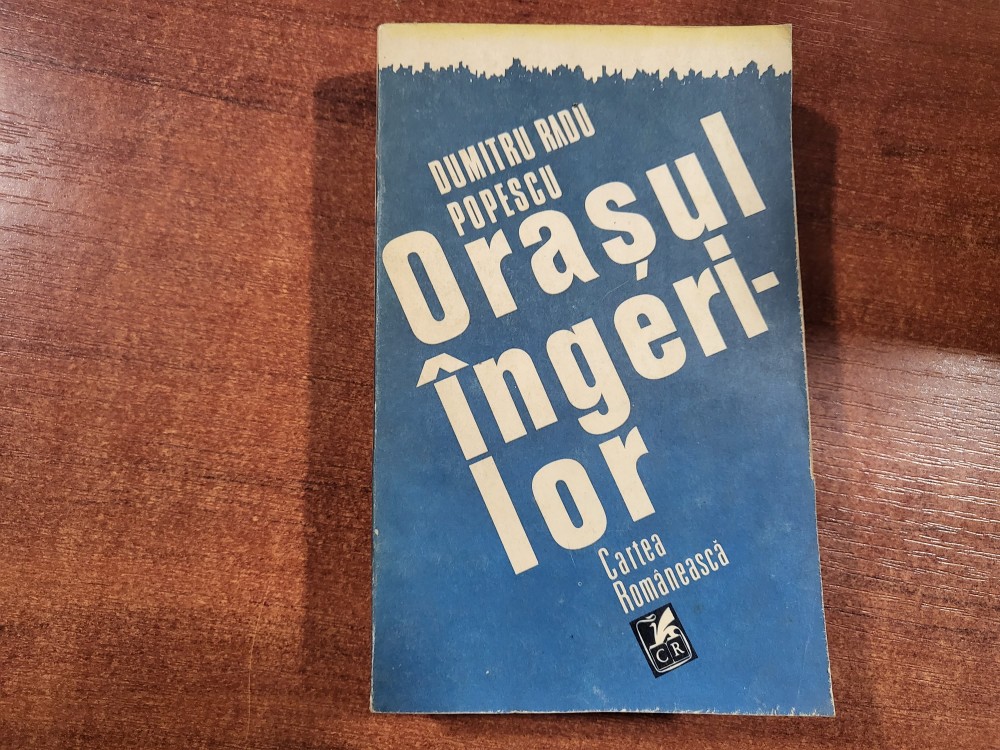 DUMITRU RADU
POPESCU
Orașul
îngeri-
lor
Cartea
Românească
CR